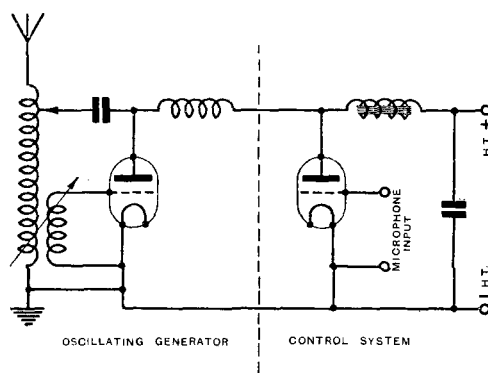 H.T.
+
MICROPHONE
INPUT
H.T.
OSCILLATING GENERATOR
CONTROL SYSTEM